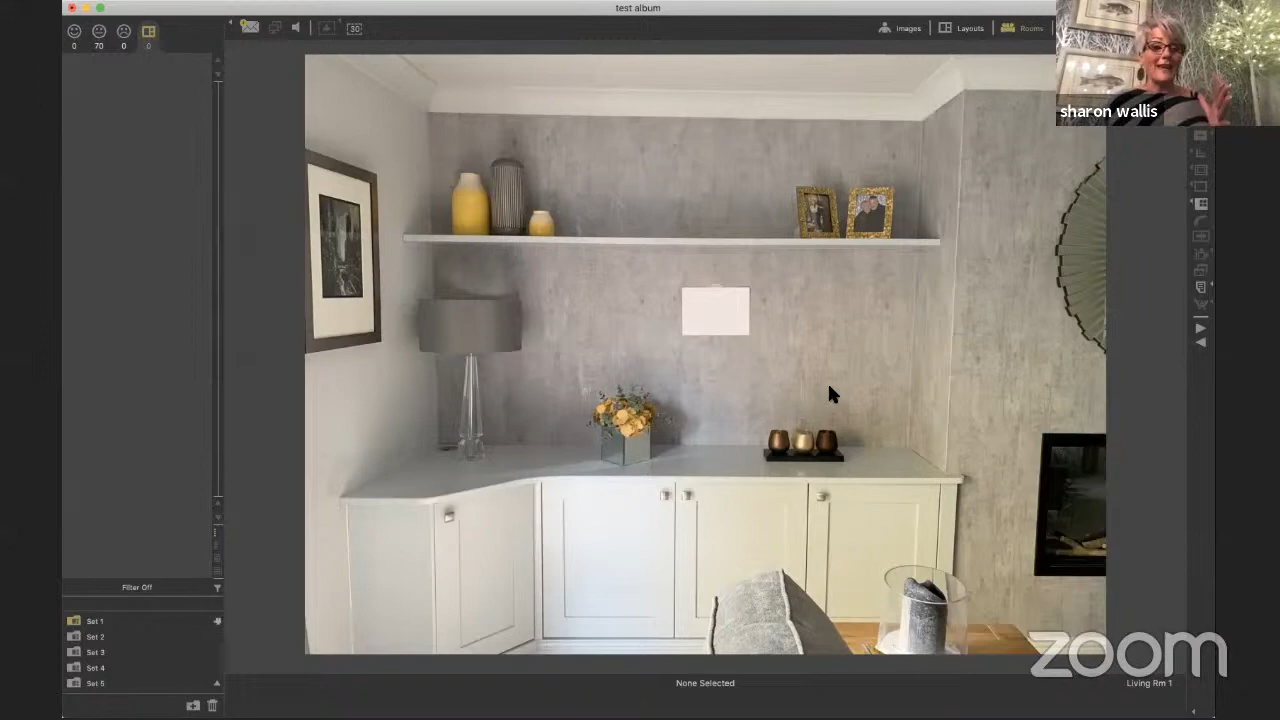 test album
0
70
0
0
30
Images
Layouts
Rooms
sharon wallis
Filter Off
Set 1
Set 2
Set 3
Set 4
Set 5
None Selected
Living Rm 1
zoom